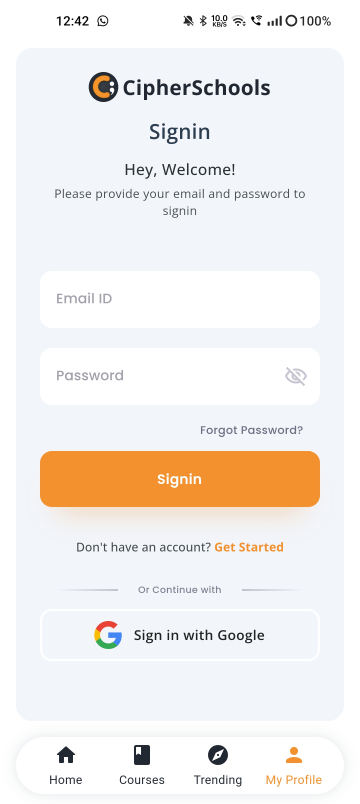 12:42 10.0 KB/S 100%
CipherSchools
Signin
Hey, Welcome!
Please provide your email and password to
signin
Email ID
Password
Forgot Password?
Signin
Don't have an account? Get Started
Or Continue with
Sign in with Google
Home Courses Trending My Profile